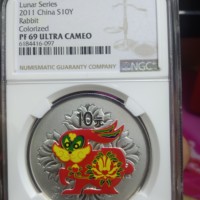 Lunar Series
2011 China S10Y
Rabbit
Colorized
PF 69 ULTRA CAMEO
6184416-097
NUMISMATIC GUARANTY COMPANY
NGC
10元